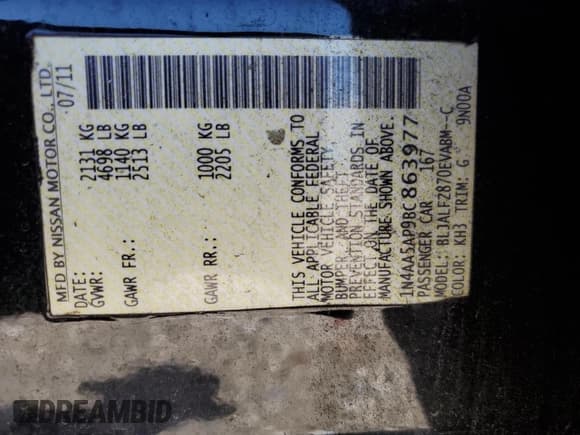 MFD BY NISSAN MOTOR CO., LTD.
DATE: 07/11
GVWR: 2131 KG
4698 LB
GAWR FR: 1140 KG
2513 LB
GAWR RR: 1000 KG
2205 LB
THIS VEHICLE CONFORMS TO
ALL APPLICABLE FEDERAL
MOTOR VEHICLE SAFETY,
BUMPER, AND THEFT
PREVENTION STANDARDS IN
EFFECT ON THE DATE OF
MANUFACTURE SHOWN ABOVE.
1N4AA5AP9BC863977
PASSENGER CAR 167
MODEL: BLJALFZ870EVABM--C
COLOR: KH3 TRIM: G 9N00A
DREAMBID